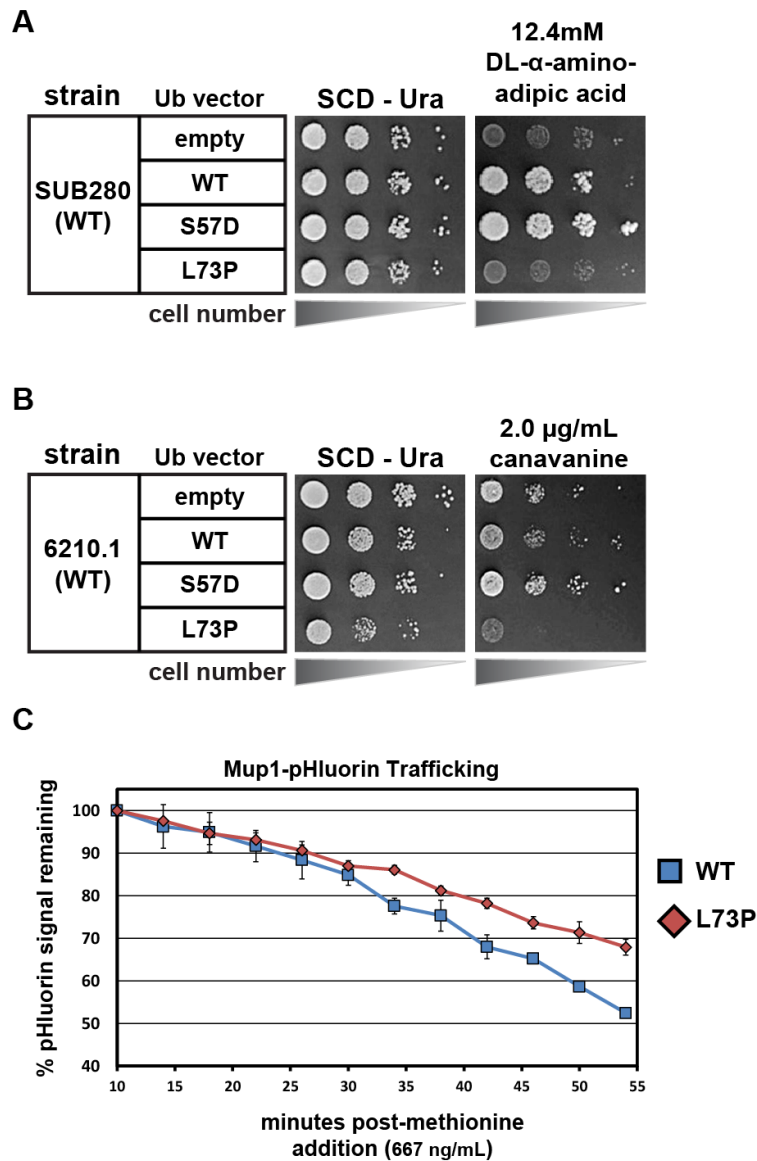 A
12.4mM
DL-α-amino-
adipic acid
strain Ub vector SCD - Ura
empty
WT
SUB280
(WT)
S57D
L73P
cell number
B
2.0 µg/mL
canavanine
strain Ub vector SCD - Ura
empty
WT
6210.1
(WT)
S57D
L73P
cell number
C
Mup1-pHluorin Trafficking
% pHluorin signal remaining
100
90
80
70
60
50
40
10 15 20 25 30 35 40 45 50 55
WT
L73P
minutes post-methionine
addition (667 ng/mL)